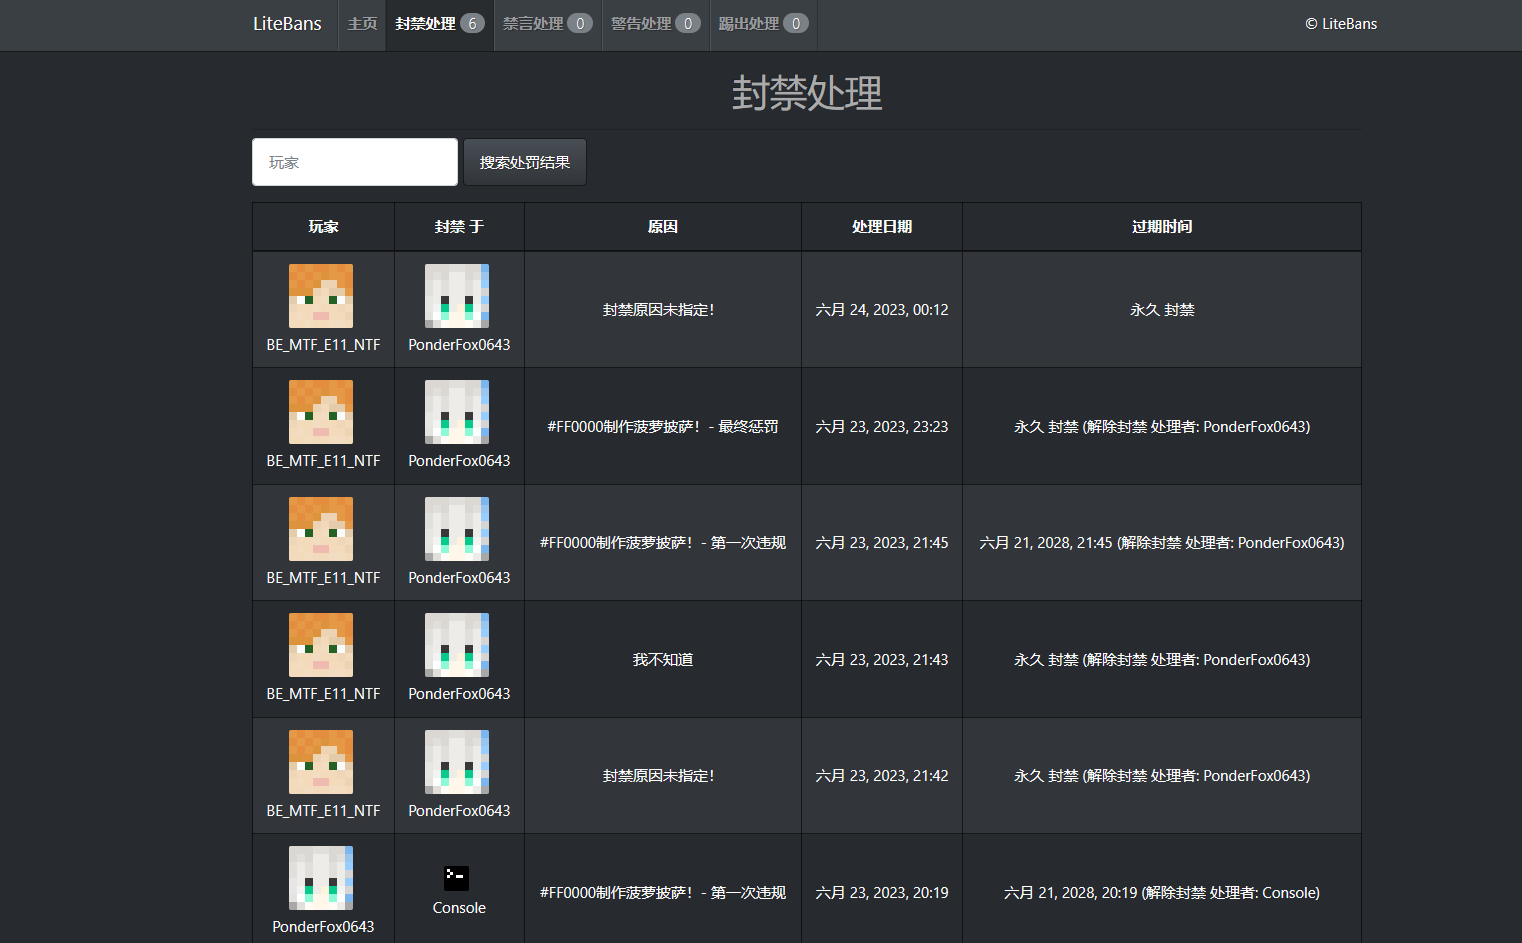 LiteBans 主页 封禁处理 6 禁言处理 0 警告处理 0 踢出处理 0 © LiteBans
封禁处理
玩家 搜索处罚结果
玩家 封禁 于 原因 处理日期 过期时间
BE_MTF_E11_NTF PonderFox0643 封禁原因未指定! 六月 24, 2023, 00:12 永久 封禁
BE_MTF_E11_NTF PonderFox0643 #FF0000制作菠萝披萨! - 最终惩罚 六月 23, 2023, 23:23 永久 封禁 (解除封禁 处理者: PonderFox0643)
BE_MTF_E11_NTF PonderFox0643 #FF0000制作菠萝披萨! - 第一次违规 六月 23, 2023, 21:45 六月 21, 2028, 21:45 (解除封禁 处理者: PonderFox0643)
BE_MTF_E11_NTF PonderFox0643 我不知道 六月 23, 2023, 21:43 永久 封禁 (解除封禁 处理者: PonderFox0643)
BE_MTF_E11_NTF PonderFox0643 封禁原因未指定! 六月 23, 2023, 21:42 永久 封禁 (解除封禁 处理者: PonderFox0643)
PonderFox0643 Console #FF0000制作菠萝披萨! - 第一次违规 六月 23, 2023, 20:19 六月 21, 2028, 20:19 (解除封禁 处理者: Console)